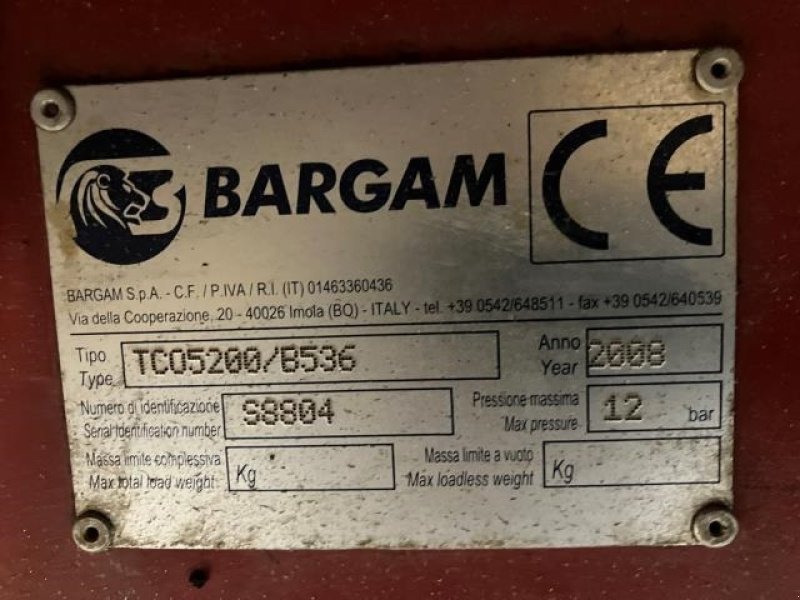 BARGAM
CE
BARGAM S.p.A. - C.F. / P.IVA / R.I. (IT) 01463360436
Via della Cooperazione, 20 - 40026 Imola (BO) - ITALY - tel. +39 0542/648511 - fax +39 0542/640539
Tipo
Type
TCO5200/B536
Anno
Year
2008
Numero di identificazione
Serial Identification number
S8804
Pressione massima
Max pressure
12 bar
Massa limite complessiva
Max total load weight
Kg
Massa limite a vuoto
Max loadless weight
Kg